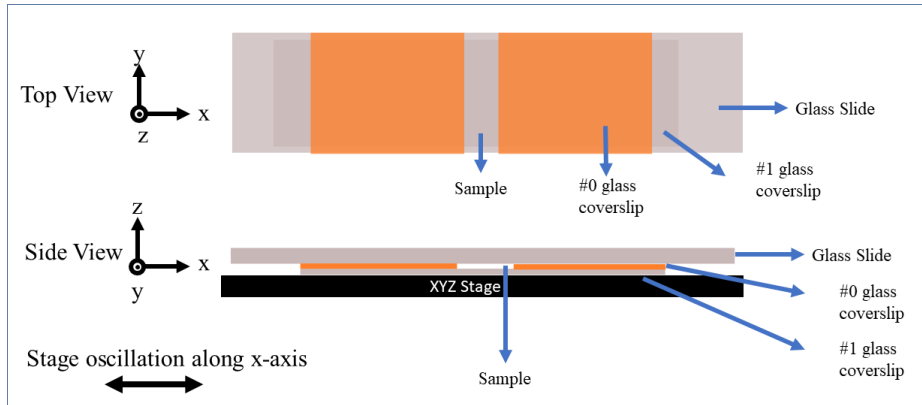 y
Top View
x
z
Glass Slide
Sample
#0 glass
coverslip
#1 glass
coverslip
z
Side View
x
y
Glass Slide
XYZ Stage
#0 glass
coverslip
#1 glass
coverslip
Sample
Stage oscillation along x-axis